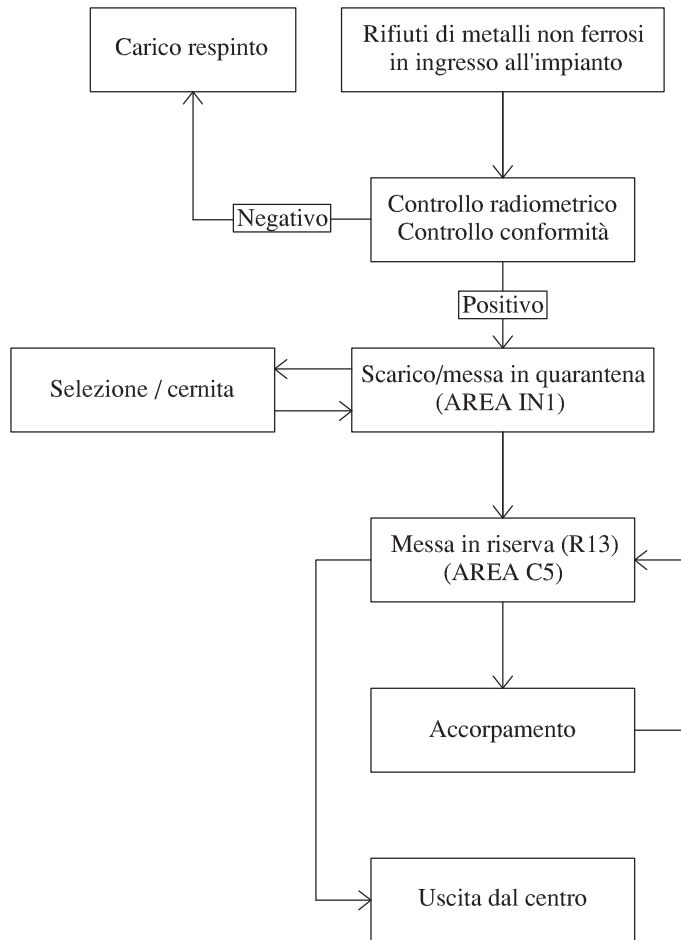 Carico respinto
Rifiuti di metalli non ferrosi
in ingresso all'impianto
Controllo radiometrico
Controllo conformità
Negativo
Positivo
Selezione / cernita
Scarico/messa in quarantena
(AREA IN1)
Messa in riserva (R13)
(AREA C5)
Accorpamento
Uscita dal centro